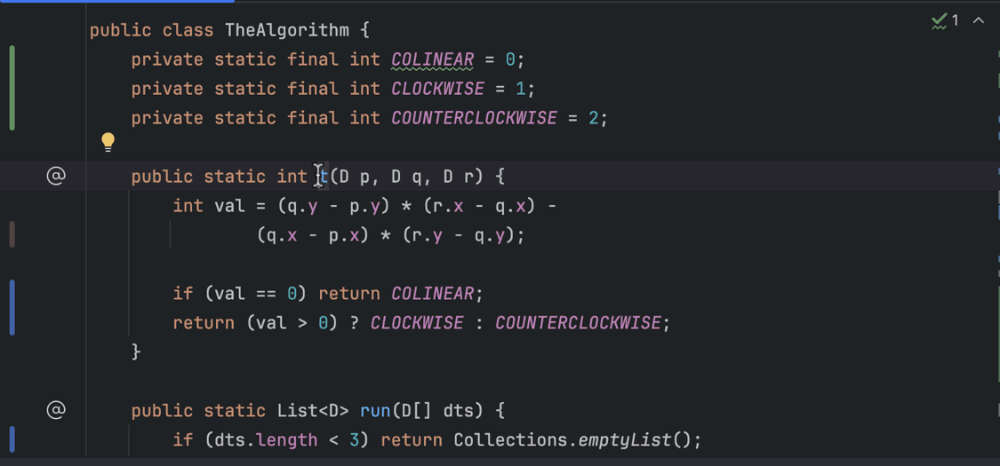 public class TheAlgorithm {
✓ 1
private static final int COLINEAR = 0;
private static final int CLOCKWISE = 1;
private static final int COUNTERCLOCKWISE = 2;
@
public static int t(D p, D q, D r) {
int val = (q.y - p.y) * (r.x - q.x) -
(q.x - p.x) * (r.y - q.y);
if (val == 0) return COLINEAR;
return (val > 0) ? CLOCKWISE : COUNTERCLOCKWISE;
}
@
public static List<D> run(D[] dts) {
if (dts.length < 3) return Collections.emptyList();